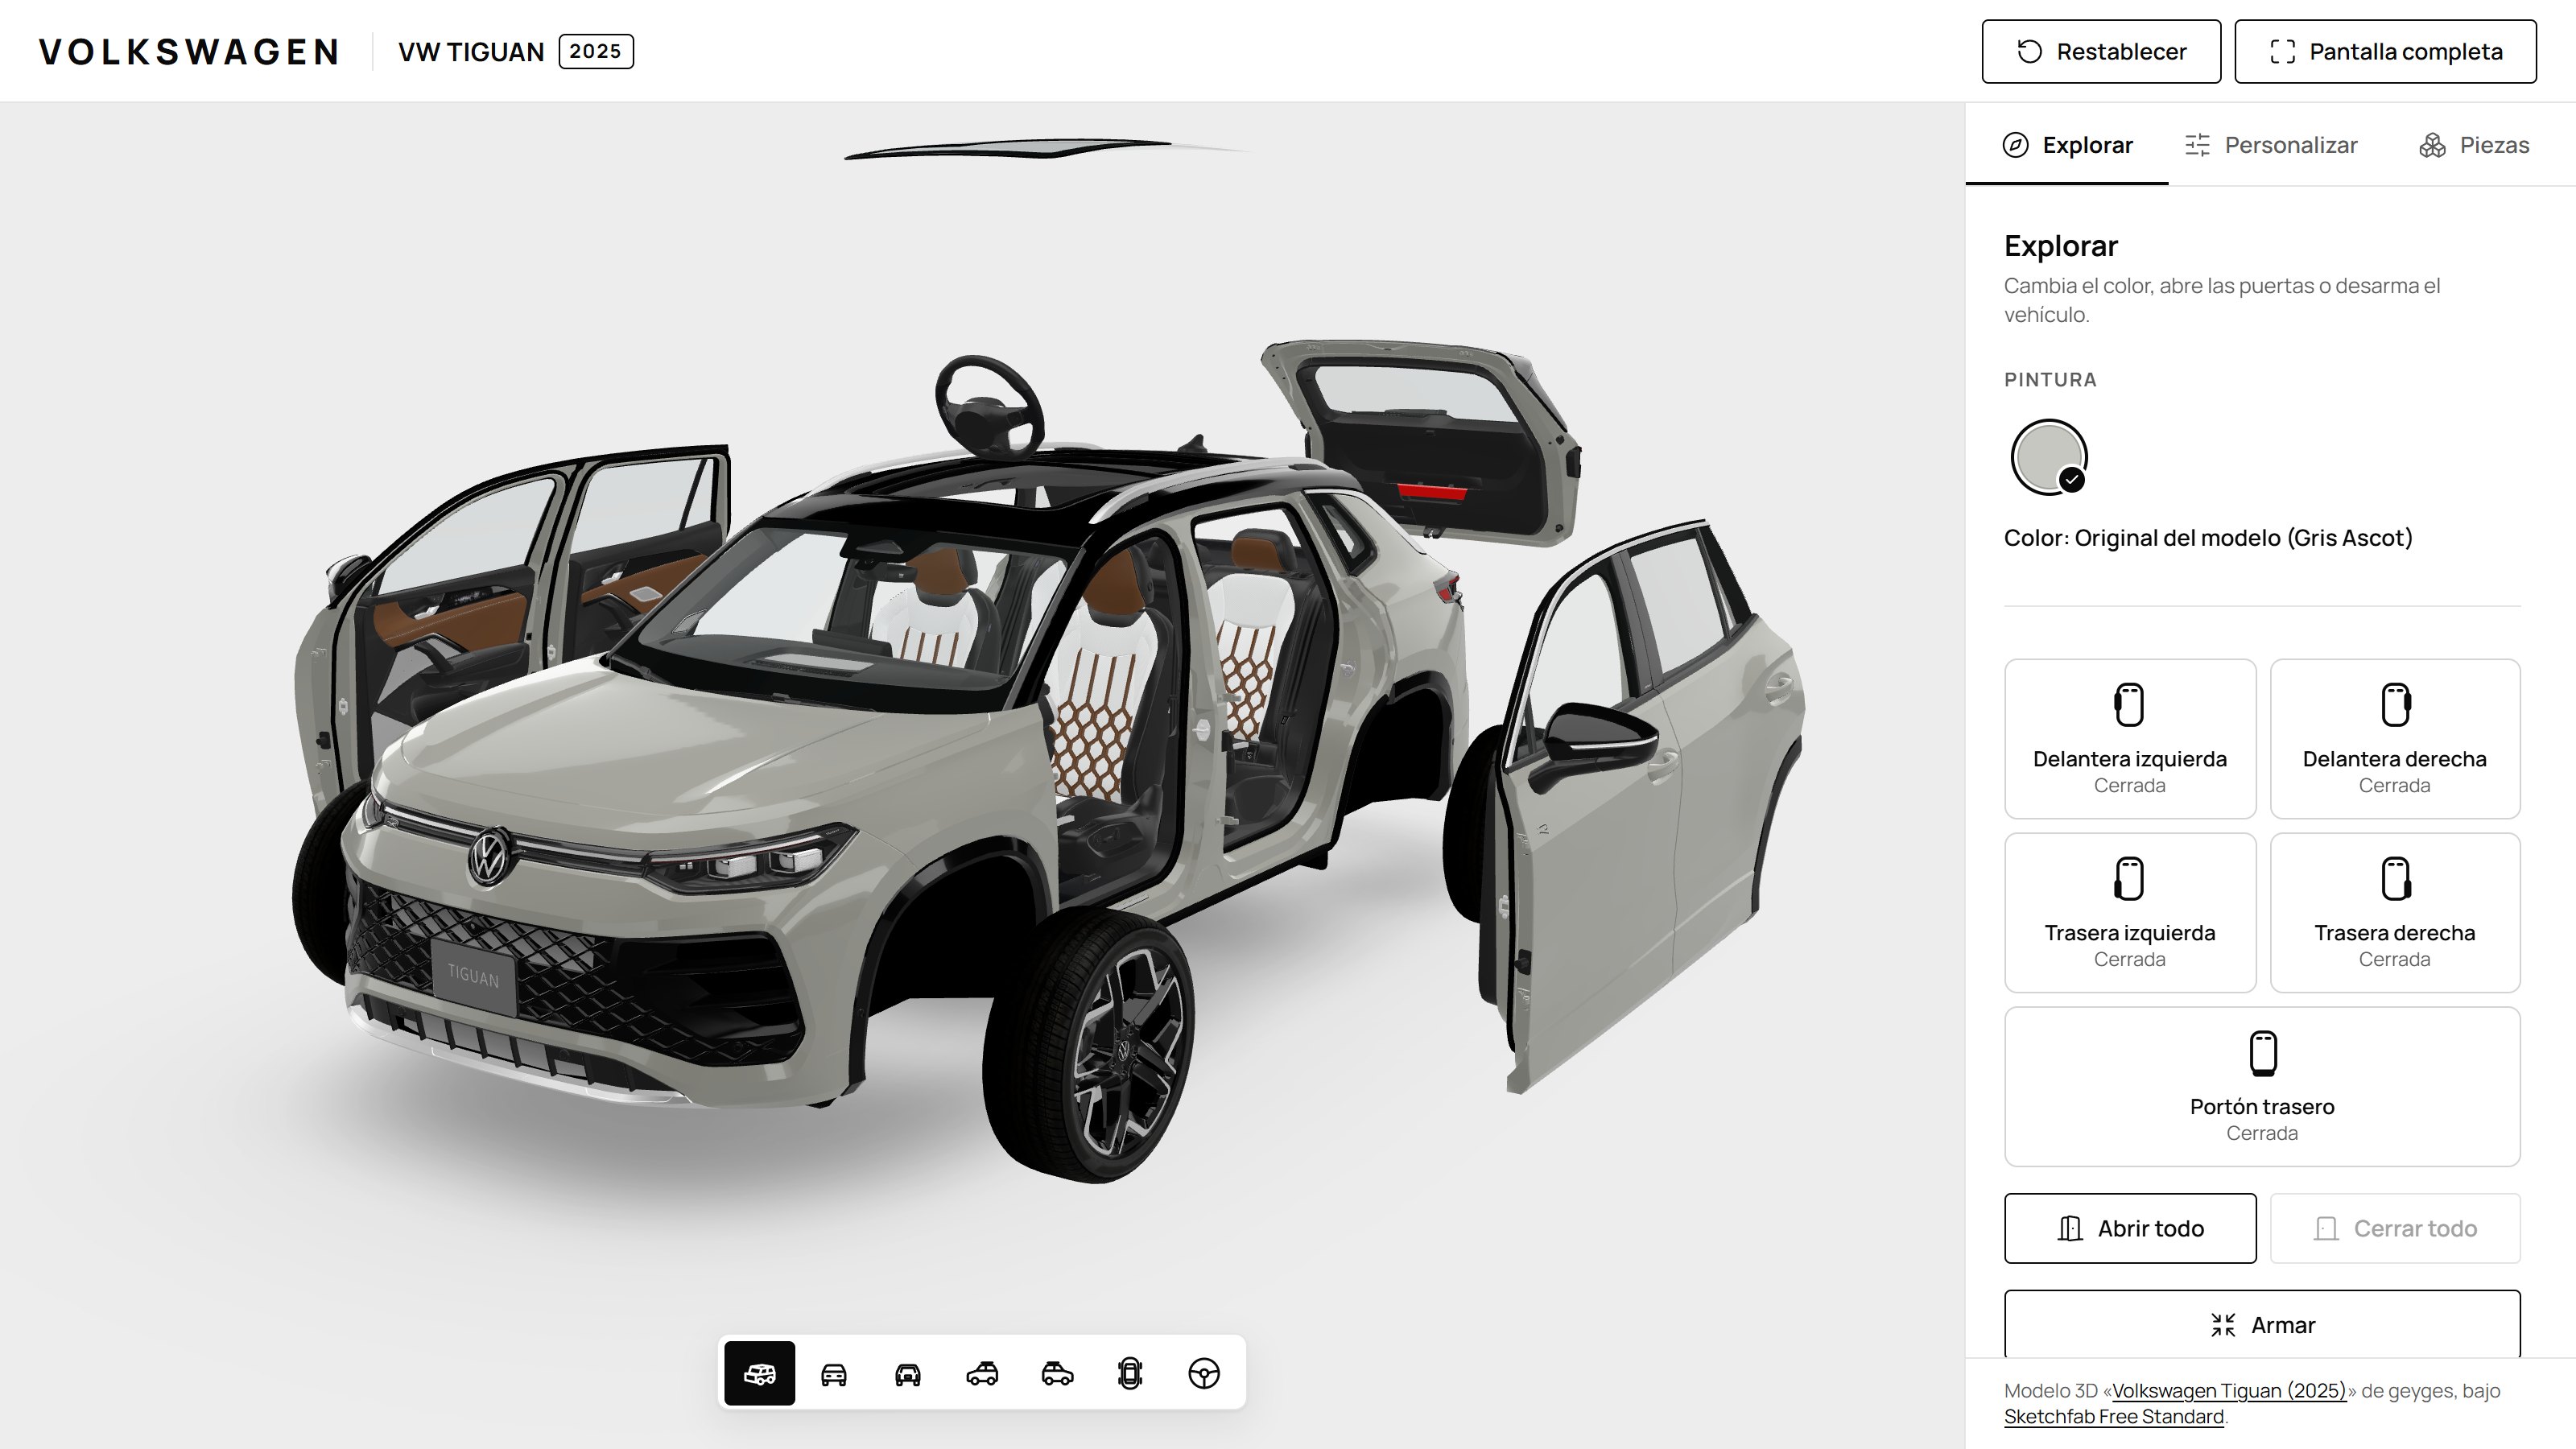 VOLKSWAGEN
VW TIGUAN
2025
Restablecer
Pantalla completa
Explorar
Personalizar
Piezas
Explorar
Cambia el color, abre las puertas o desarma el
vehículo.
PINTURA
Color: Original del modelo (Gris Ascot)
Delantera izquierda
Cerrada
Delantera derecha
Cerrada
Trasera izquierda
Cerrada
Trasera derecha
Cerrada
Portón trasero
Cerrada
Abrir todo
Cerrar todo
Armar
Modelo 3D «Volkswagen Tiguan (2025)» de geyges, bajo
Sketchfab Free Standard.
TIGUAN